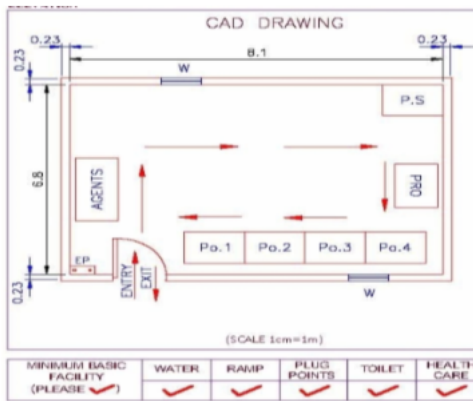 CAD DRAWING
0.23
0.23
8.1
W
0.23
P.S
6.8
AGENTS
PRO
Po.1 Po.2 Po.3 Po.4
EP
ENTRY
EXIT
0.23
W
(SCALE 1cm=1m)
MINIMUM BASIC FACILITY (PLEASE ✓) WATER RAMP PLUG POINTS TOILET HEALTH CARE
✓ ✓ ✓ ✓ ✓